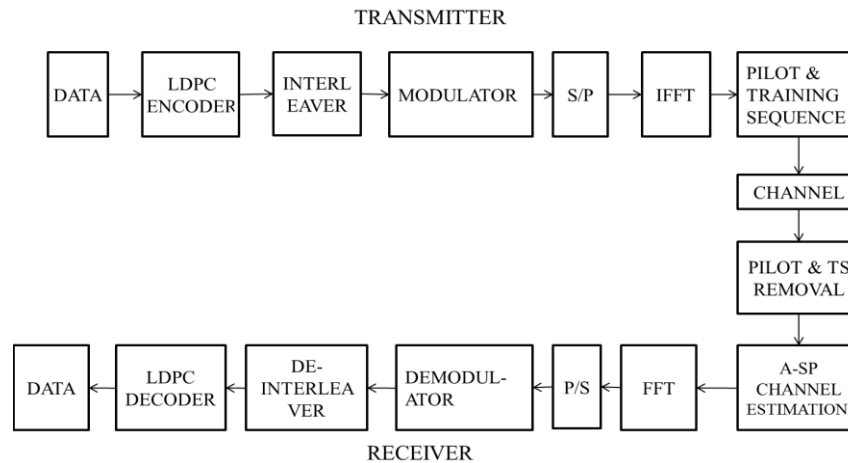 TRANSMITTER
DATA
LDPC
ENCODER
INTERL
EAVER
MODULATOR
S/P
IFFT
PILOT &
TRAINING
SEQUENCE
CHANNEL
PILOT & TS
REMOVAL
A-SP
CHANNEL
ESTIMATION
FFT
P/S
DEMODUL-
ATOR
DE-
INTERLEA
VER
LDPC
DECODER
DATA
RECEIVER